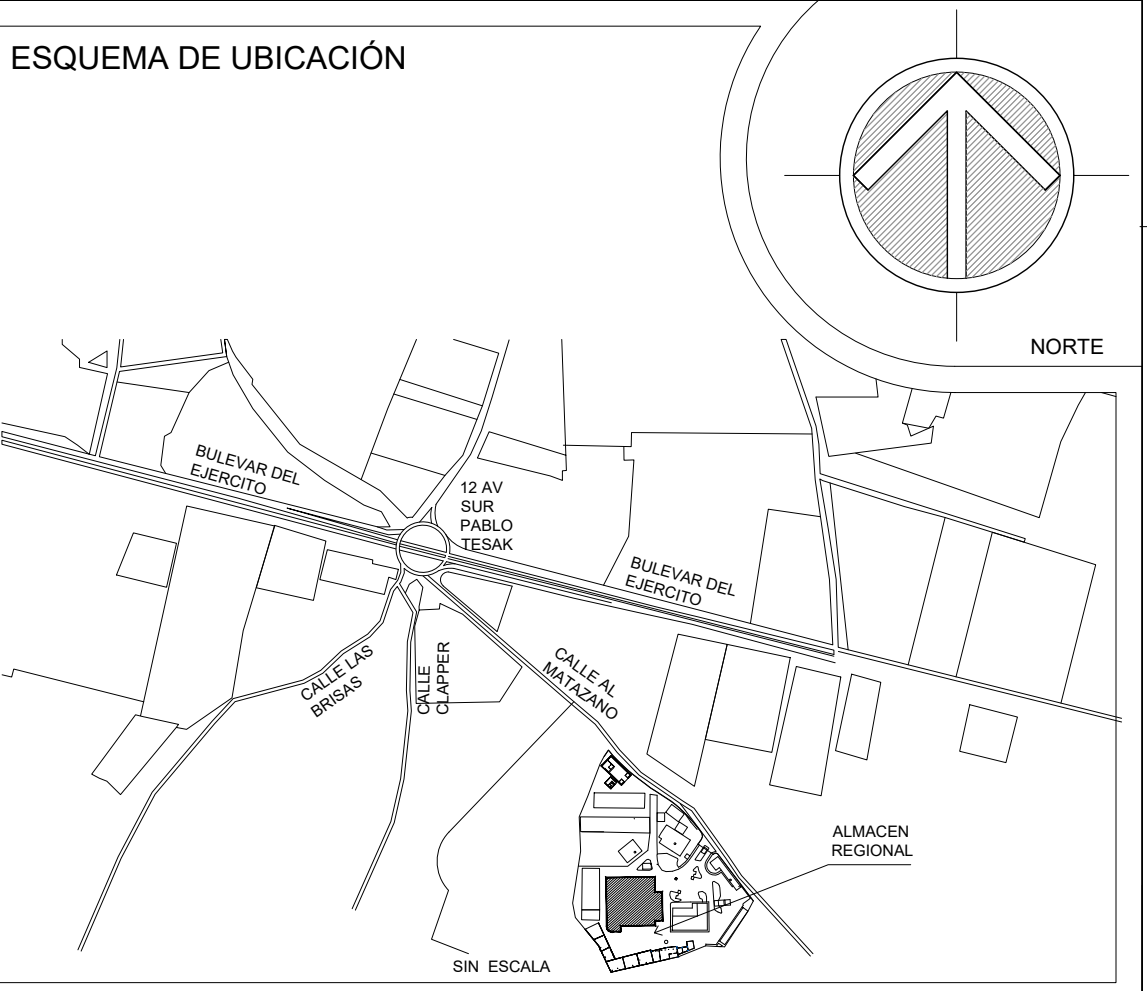 ESQUEMA DE UBICACIÓN
NORTE
BULEVAR DEL
EJERCITO
12 AV
SUR
PABLO
TESAK
BULEVAR DEL
EJERCITO
CALLE LAS
BRISAS
CALLE
CLAPPER
CALLE AL
MATAZANO
ALMACEN
REGIONAL
SIN ESCALA